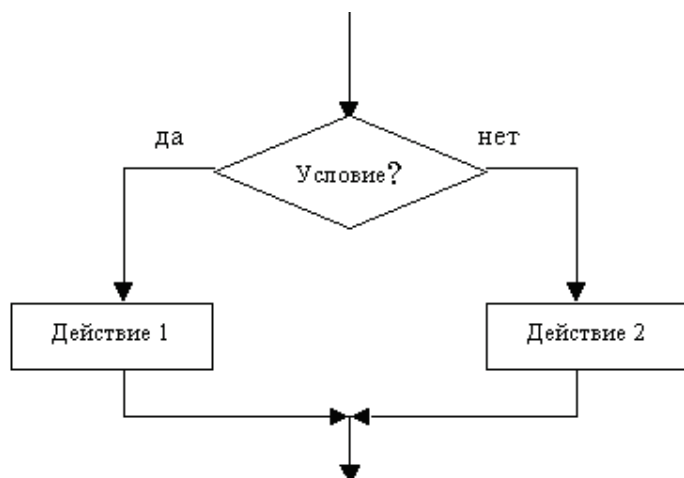 да
нет
Условие?
Действие 1
Действие 2